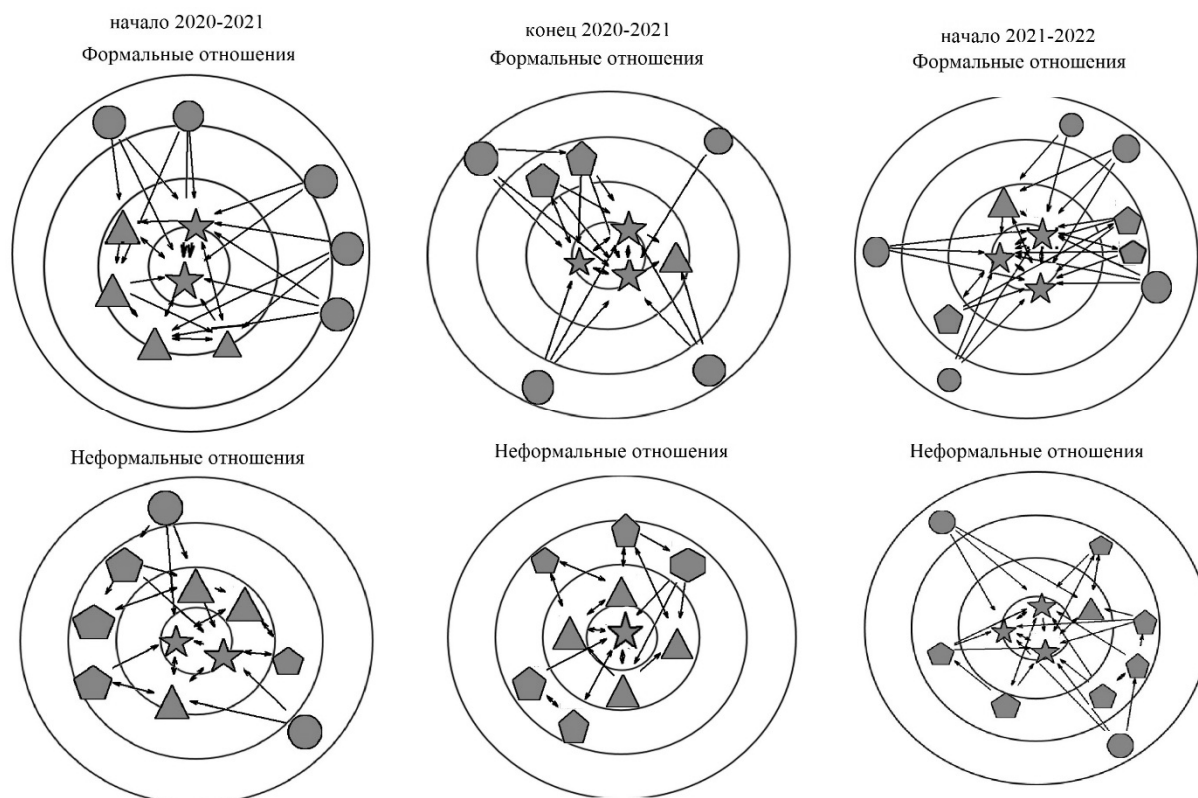 начало 2020-2021
Формальные отношения
конец 2020-2021
Формальные отношения
начало 2021-2022
Формальные отношения
Неформальные отношения
Неформальные отношения
Неформальные отношения